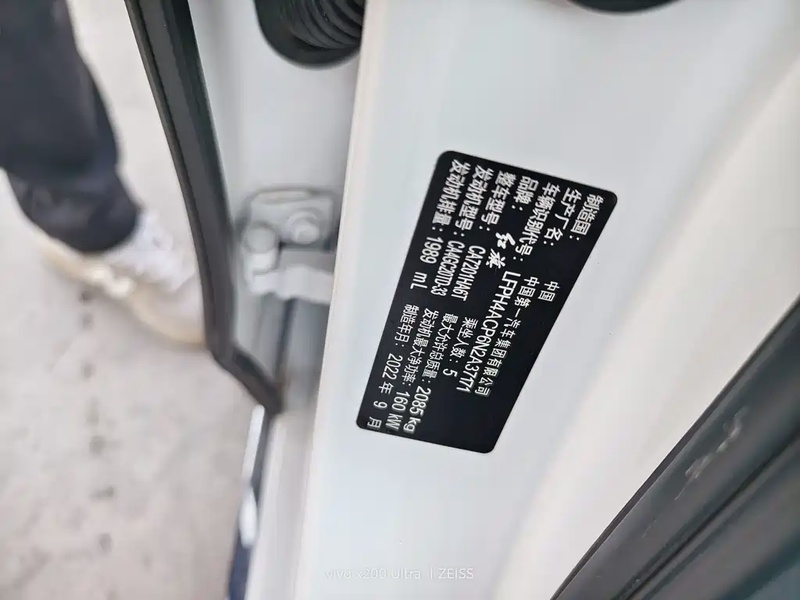 制造国： 中国
生产厂名： 中国第一汽车集团有限公司
车辆识别代号： LFPH4ACP6N2A37771
品牌： 红旗 乘坐人数： 5
整车型号： CA7201HA6T 最大允许总质量： 2085 kg
发动机型号： CA4GC20TD-33 发动机最大净功率： 160 kW
发动机排量： 1989 mL 制造年月： 2022 年 9 月
vivo X200 Ultra | ZEISS